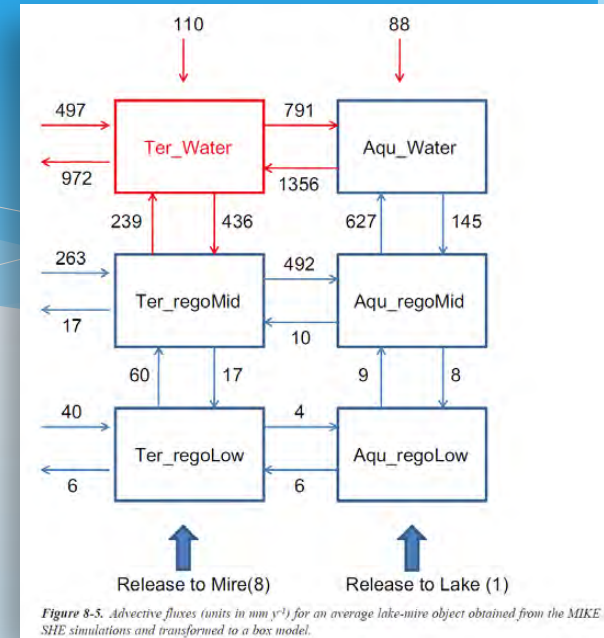 110 88
497 791
Ter_Water Aqu_Water
972 1356
239 436 627 145
263 492
Ter_regoMid Aqu_regoMid
17 10
60 17 9 8
40 4
Ter_regoLow Aqu_regoLow
6 6
Release to Mire(8) Release to Lake (1)
Figure 8-5. Advective fluxes (units in mm y⁻¹) for an average lake-mire object obtained from the MIKE
SHE simulations and transformed to a box model.